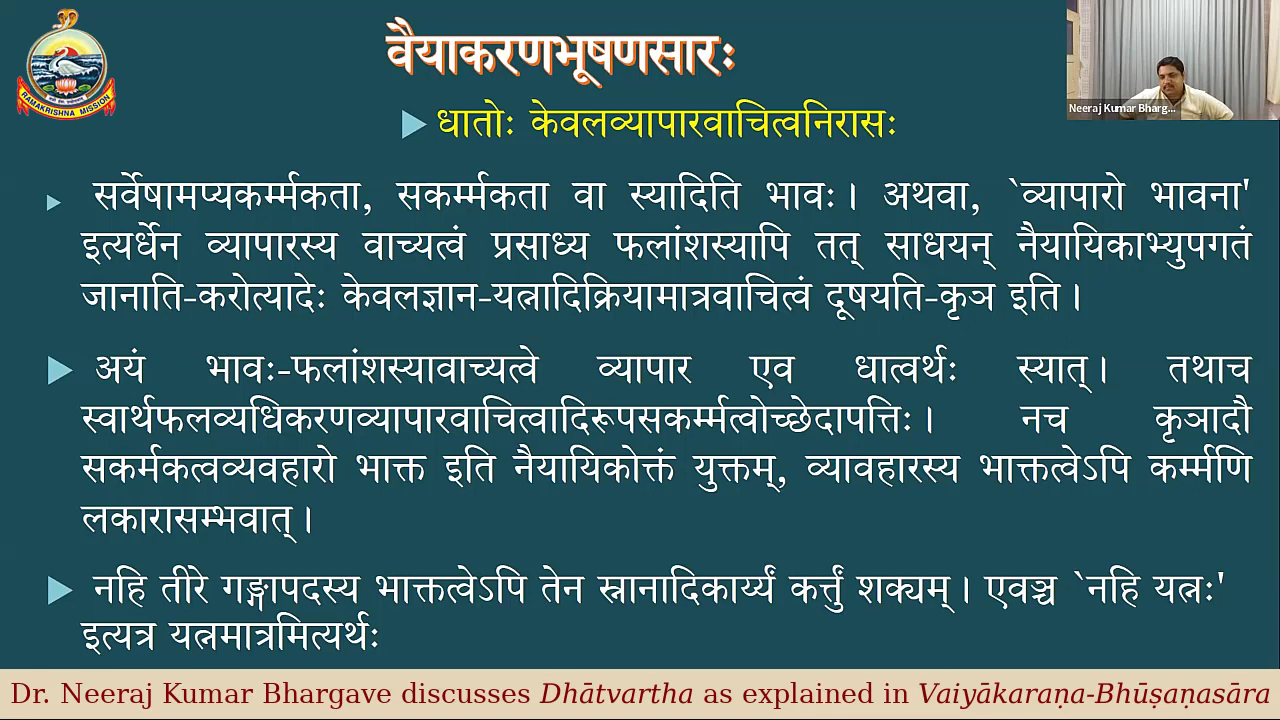 वैयाकरणभूषणसारः
धातोः केवलव्यापारवाचित्वनिरासः
सर्वेषामप्यकर्म्मकता, सकर्म्मकता वा स्यादिति भावः। अथवा, `व्यापारो भावना'
इत्यर्धेन व्यापारस्य वाच्यत्वं प्रसाध्य फलांशस्यापि तत् साधयन् नैयायिकाभ्युपगतं
जानाति-करोत्यादेः केवलज्ञान-यत्नादिक्रियामात्रवाचित्वं दूषयति-कृञ इति।
अयं भावः-फलांशस्यावाच्यत्वे व्यापार एव धात्वर्थः स्यात्। तथाच
स्वार्थफलव्यधिकरणव्यापारवाचित्वादिरूपसकर्म्मत्वोच्छेदापत्तिः। नच कृञादौ
सकर्मकत्वव्यवहारो भाक्त इति नैयायिकोक्तं युक्तम्, व्यावहारस्य भाक्तत्वेऽपि कर्म्मणि
लकारासम्भवात्।
नहि तीरे गङ्गापदस्य भाक्तत्वेऽपि तेन स्नानादिकार्य्यं कर्त्तुं शक्यम्। एवञ्च `नहि यत्नः'
इत्यत्र यत्नमात्रमित्यर्थः
RAMAKRISHNA MISSION
Neeraj Kumar Bharg...
Dr. Neeraj Kumar Bhargave discusses Dhātvartha as explained in Vaiyākaraṇa-Bhūṣaṇasāra